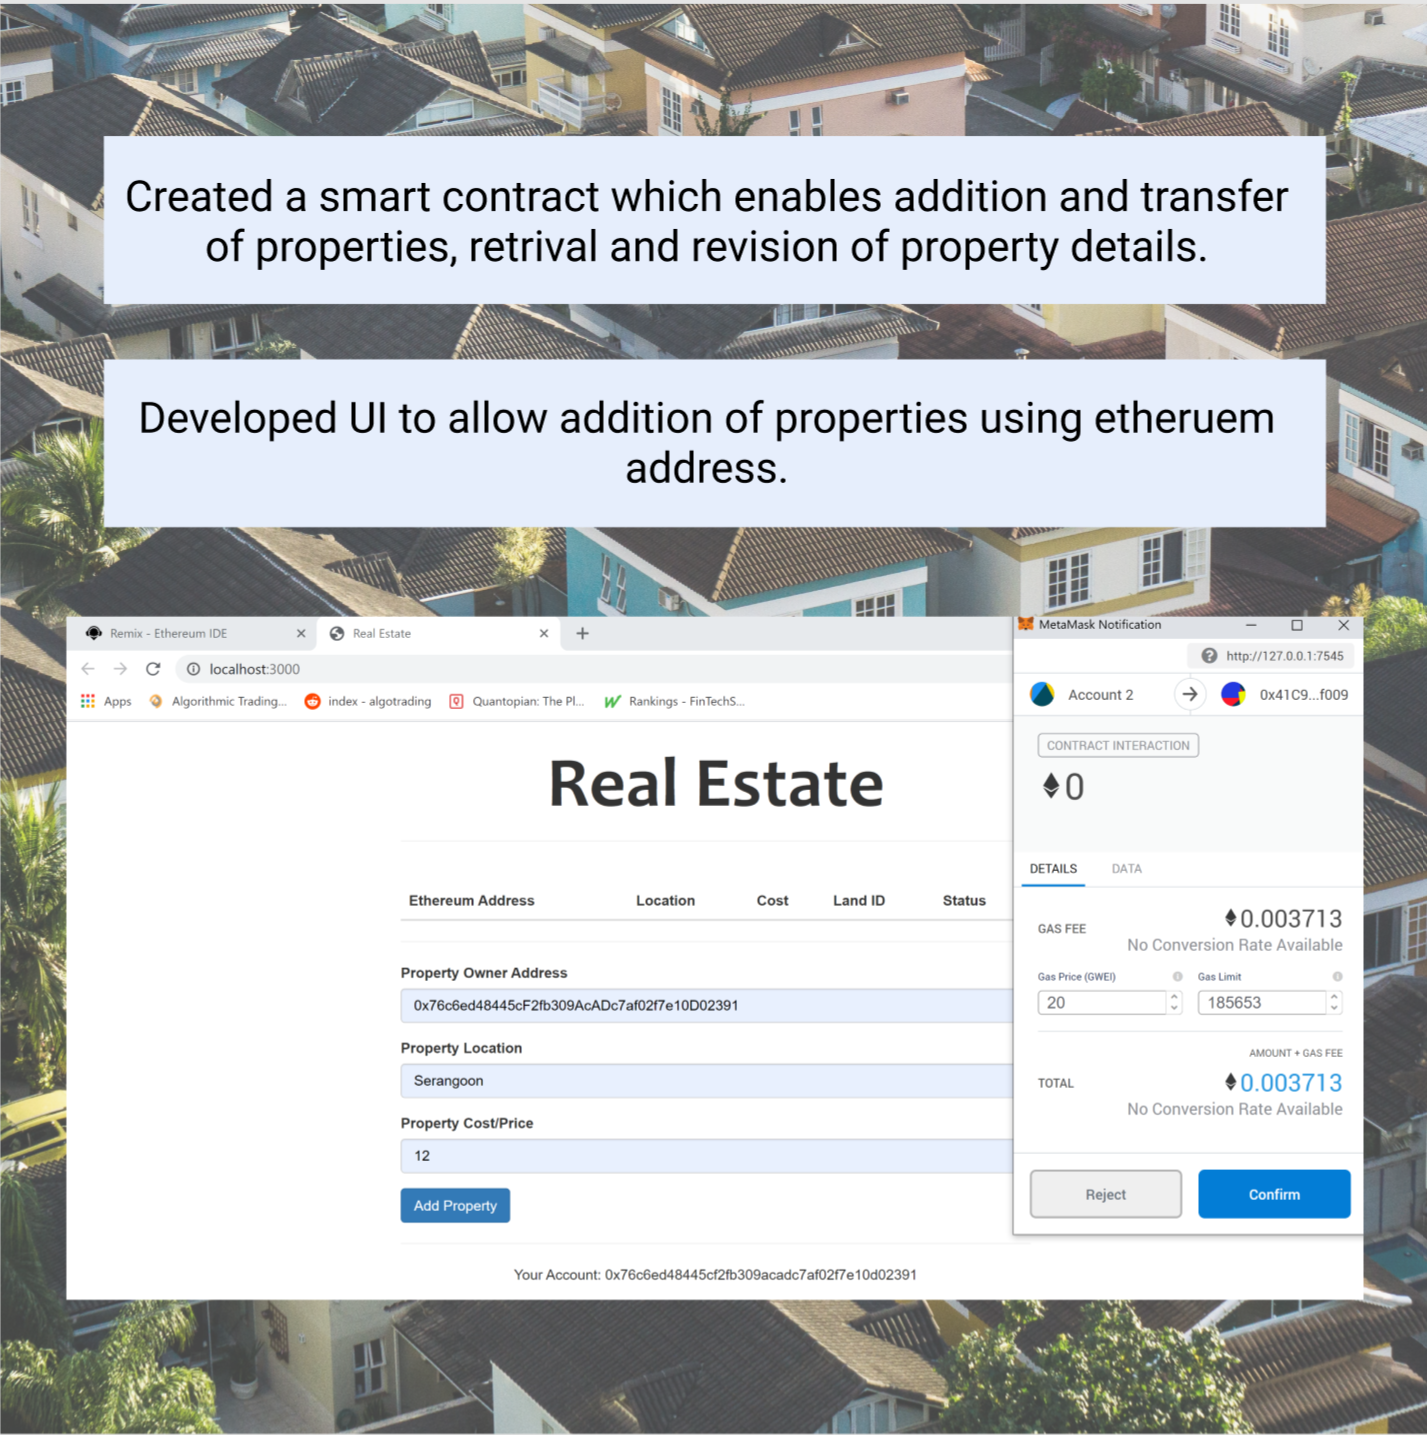 Created a smart contract which enables addition and transfer
of properties, retrival and revision of property details.
Developed UI to allow addition of properties using etheruem
address.
Remix - Ethereum IDE
Real Estate
localhost:3000
Apps
Algorithmic Trading...
index - algotrading
Quantopian: The Pl...
Rankings - FinTechS...
Real Estate
Ethereum Address Location Cost Land ID Status
Property Owner Address
0x76c6ed48445cF2fb309AcADc7af02f7e10D02391
Property Location
Serangoon
Property Cost/Price
12
Add Property
Your Account: 0x76c6ed48445cf2fb309acadc7af02f7e10d02391
MetaMask Notification
http://127.0.0.1:7545
Account 2
0x41C9...f009
CONTRACT INTERACTION
0
DETAILS DATA
GAS FEE
0.003713
No Conversion Rate Available
Gas Price (GWEI) Gas Limit
20 185653
AMOUNT + GAS FEE
TOTAL
0.003713
No Conversion Rate Available
Reject Confirm